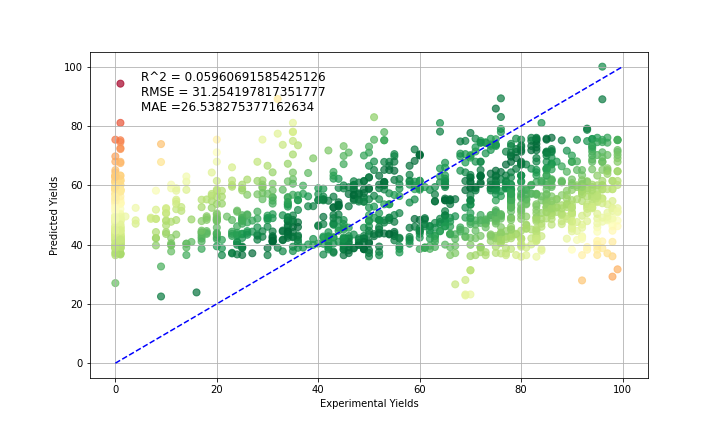 R^2 = 0.05960691585425126
RMSE = 31.254197817351777
MAE =26.538275377162634
100
80
60
40
20
0
Predicted Yields
0 20 40 60 80 100
Experimental Yields